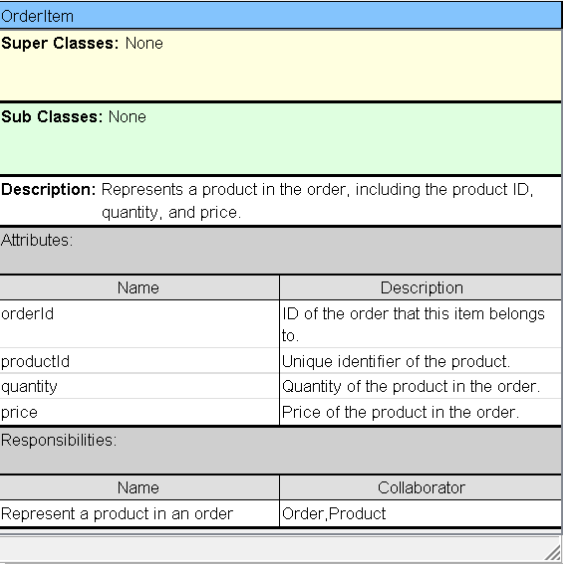 OrderItem
Super Classes: None
Sub Classes: None
Description: Represents a product in the order, including the product ID,
quantity, and price.
Attributes:
Name Description
orderId ID of the order that this item belongs
to.
productId Unique identifier of the product.
quantity Quantity of the product in the order.
price Price of the product in the order.
Responsibilities:
Name Collaborator
Represent a product in an order Order,Product